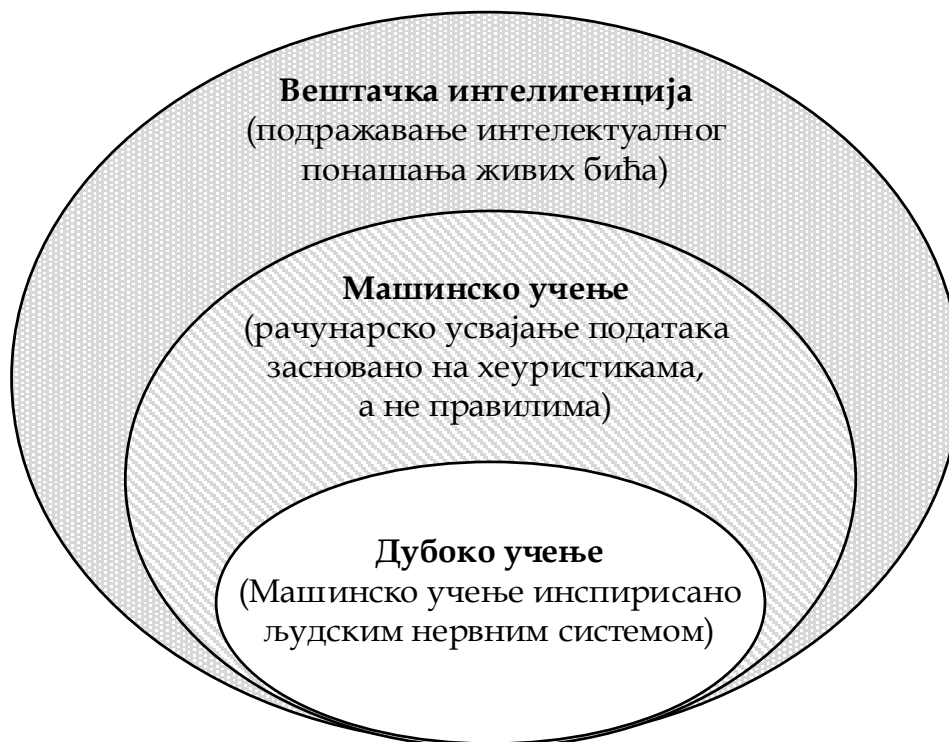 Вештачка интелигенција
(подражавање интелектуалног
понашања живих бића)
Машинско учење
(рачунарско усвајање података
засновано на хеуристикама,
а не правилима)
Дубоко учење
(Машинско учење инспирисано
људским нервним системом)